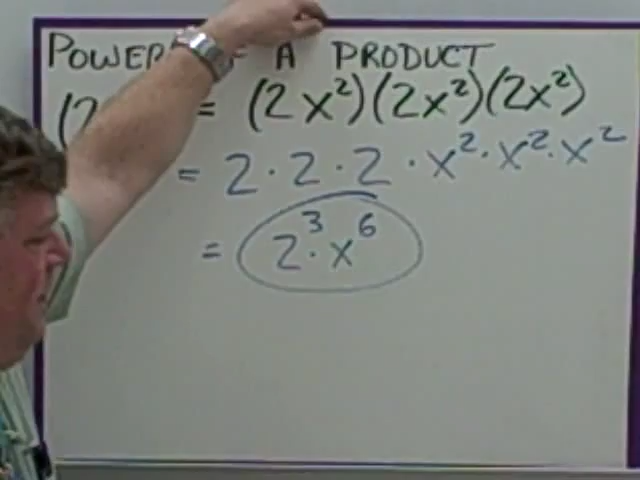 POWER OF A PRODUCT
(2 = (2x²)(2x²)(2x²)
= 2 · 2 · 2 · x² · x² · x²
= 2³ · x⁶